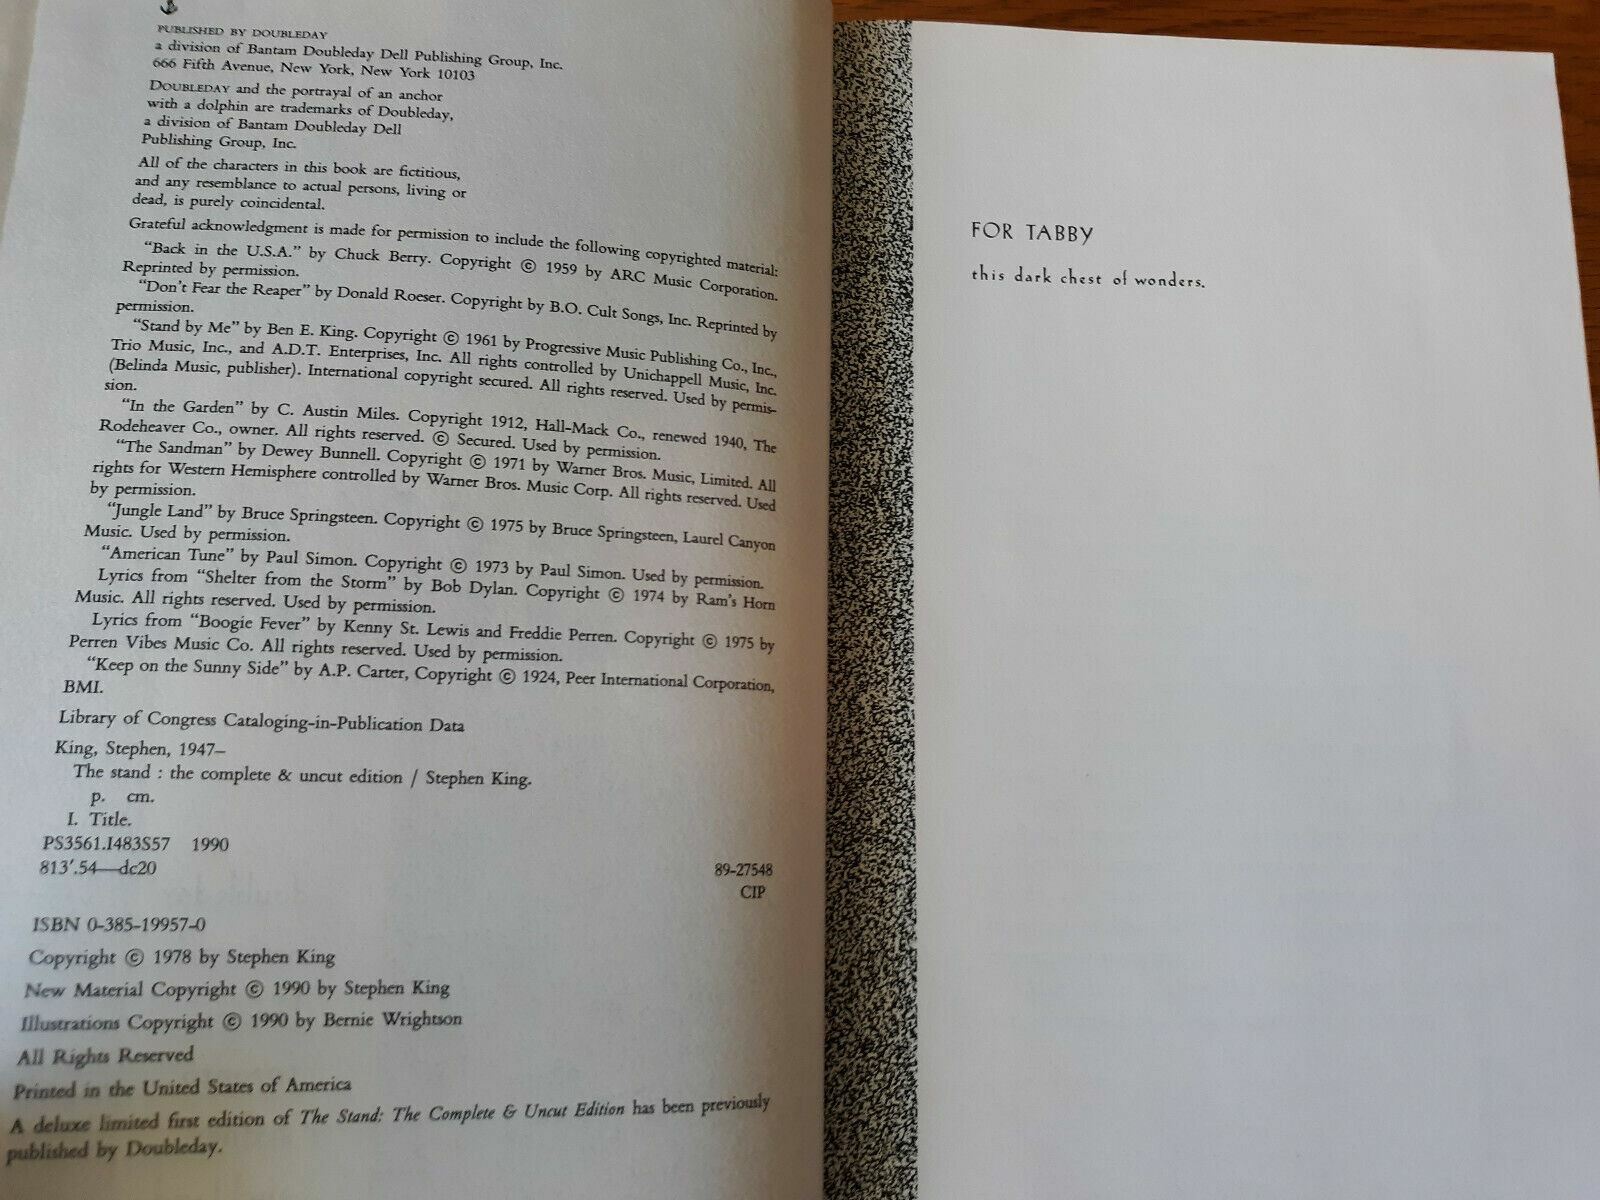 PUBLISHED BY DOUBLEDAY
a division of Bantam Doubleday Dell Publishing Group, Inc.
666 Fifth Avenue, New York, New York 10103
DOUBLEDAY and the portrayal of an anchor
with a dolphin are trademarks of Doubleday,
a division of Bantam Doubleday Dell
Publishing Group, Inc.
All of the characters in this book are fictitious,
and any resemblance to actual persons, living or
dead, is purely coincidental.
Grateful acknowledgment is made for permission to include the following copyrighted material:
"Back in the U.S.A." by Chuck Berry. Copyright © 1959 by ARC Music Corporation.
Reprinted by permission.
"Don't Fear the Reaper" by Donald Roeser. Copyright by B.O. Cult Songs, Inc. Reprinted by
permission.
"Stand by Me" by Ben E. King. Copyright © 1961 by Progressive Music Publishing Co., Inc.,
Trio Music, Inc., and A.D.T. Enterprises, Inc. All rights controlled by Unichappell Music, Inc.
(Belinda Music, publisher). International copyright secured. All rights reserved. Used by permis-
sion.
"In the Garden" by C. Austin Miles. Copyright 1912, Hall-Mack Co., renewed 1940, The
Rodeheaver Co., owner. All rights reserved. © Secured. Used by permission.
"The Sandman" by Dewey Bunnell. Copyright © 1971 by Warner Bros. Music, Limited. All
rights for Western Hemisphere controlled by Warner Bros. Music Corp. All rights reserved. Used
by permission.
"Jungle Land" by Bruce Springsteen. Copyright © 1975 by Bruce Springsteen, Laurel Canyon
Music. Used by permission.
"American Tune" by Paul Simon. Copyright © 1973 by Paul Simon. Used by permission.
Lyrics from "Shelter from the Storm" by Bob Dylan. Copyright © 1974 by Ram's Horn
Music. All rights reserved. Used by permission.
Lyrics from "Boogie Fever" by Kenny St. Lewis and Freddie Perren. Copyright © 1975 by
Perren Vibes Music Co. All rights reserved. Used by permission.
"Keep on the Sunny Side" by A.P. Carter, Copyright © 1924, Peer International Corporation,
BMI.
Library of Congress Cataloging-in-Publication Data
King, Stephen, 1947–
The stand : the complete & uncut edition / Stephen King.
p. cm.
I. Title.
PS3561.I483S57 1990
813'.54—dc20 89-27548
CIP
ISBN 0-385-19957-0
Copyright © 1978 by Stephen King
New Material Copyright © 1990 by Stephen King
Illustrations Copyright © 1990 by Bernie Wrightson
All Rights Reserved
Printed in the United States of America
A deluxe limited first edition of The Stand: The Complete & Uncut Edition has been previously
published by Doubleday.
FOR TABBY
this dark chest of wonders.